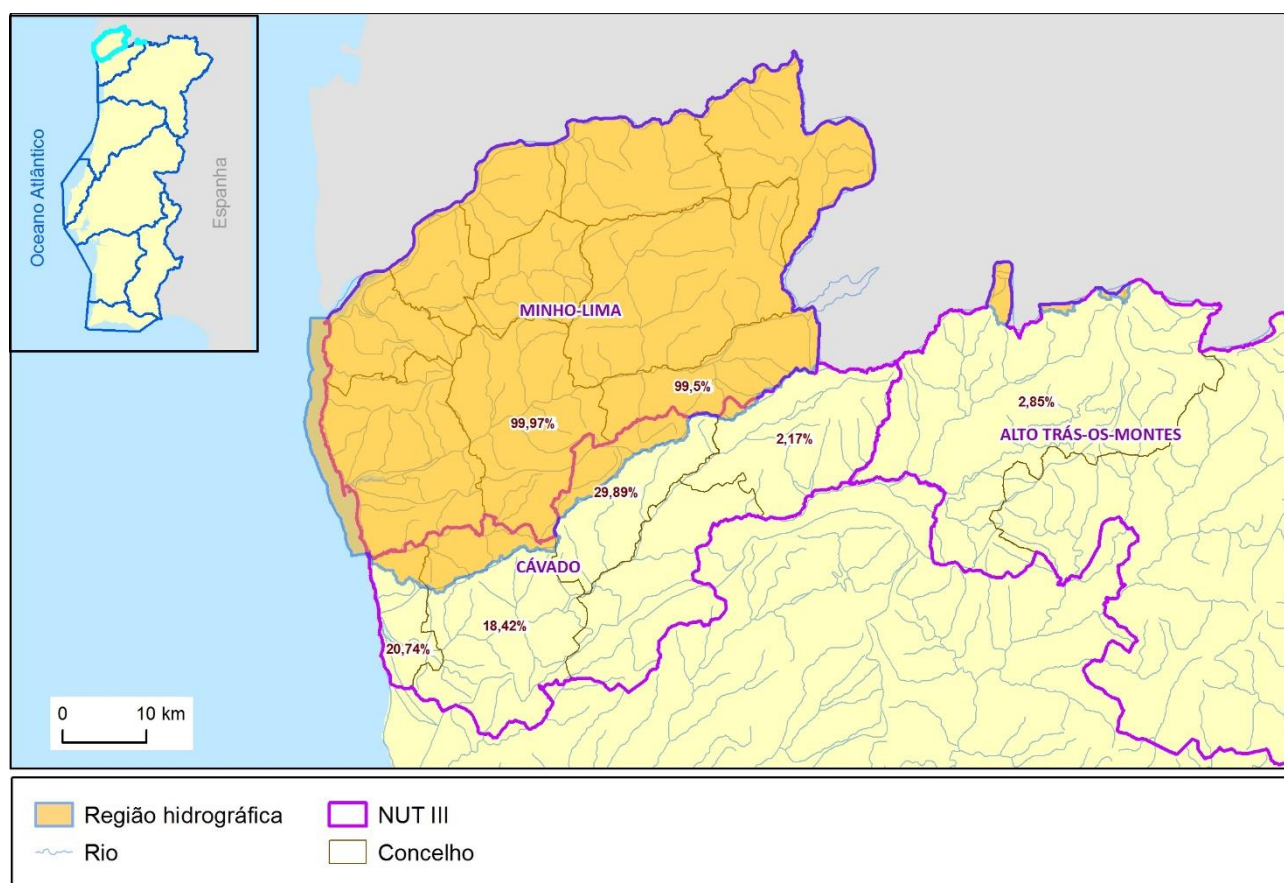 Oceano Atlântico
Espanha
MINHO-LIMA
99,5%
99,97%
2,85%
ALTO TRÁS-OS-MONTES
2,17%
29,89%
CÁVADO
18,42%
20,74%
0 10 km
Região hidrográfica
NUT III
Rio
Concelho